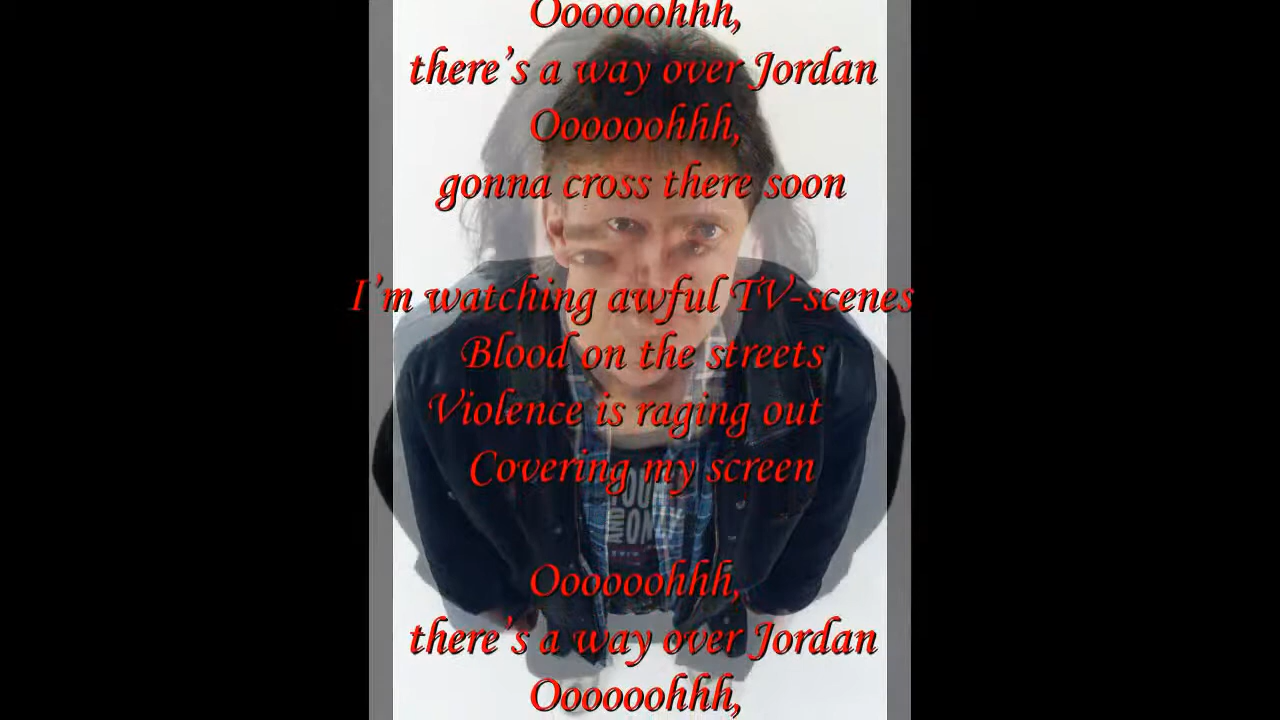 Oooooohhh,
there's a way over Jordan
Oooooohhh,
gonna cross there soon
I'm watching awful TV-scenes
Blood on the streets
Violence is raging out
Covering my screen
Oooooohhh,
there's a way over Jordan
Oooooohhh,